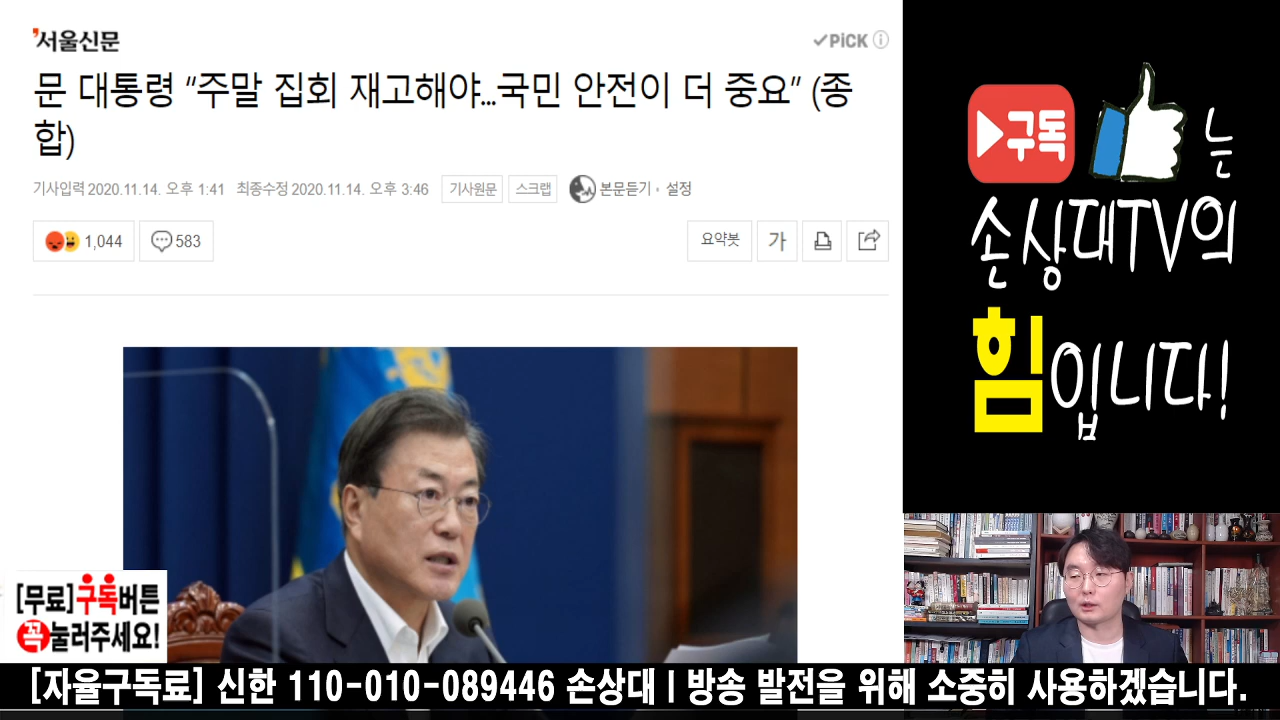 서울신문
✓PiCK
문 대통령 “주말 집회 재고해야…국민 안전이 더 중요” (종
합)
기사입력 2020.11.14. 오후 1:41 최종수정 2020.11.14. 오후 3:46 기사원문 스크랩 본문듣기 · 설정
1,044 583 요약봇 가
구독 는
손상대TV의
힘입니다!
[무료]구독버튼
꼭눌러주세요!
[자율구독료] 신한 110-010-089446 손상대 | 방송 발전을 위해 소중히 사용하겠습니다.